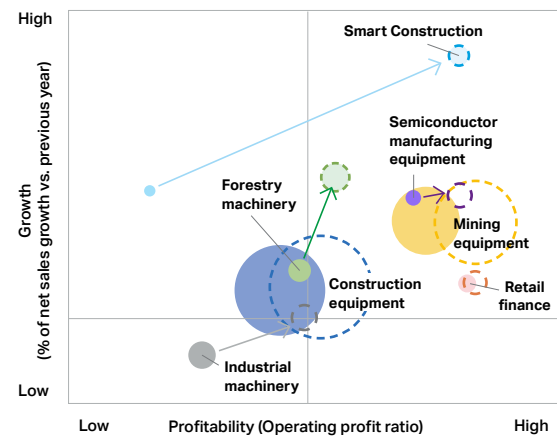 High
Smart Construction
Semiconductor
manufacturing
equipment
Forestry
machinery
Mining
equipment
Construction
equipment
Retail
finance
Industrial
machinery
Growth
(% of net sales growth vs. previous year)
Low
Low
Profitability (Operating profit ratio)
High